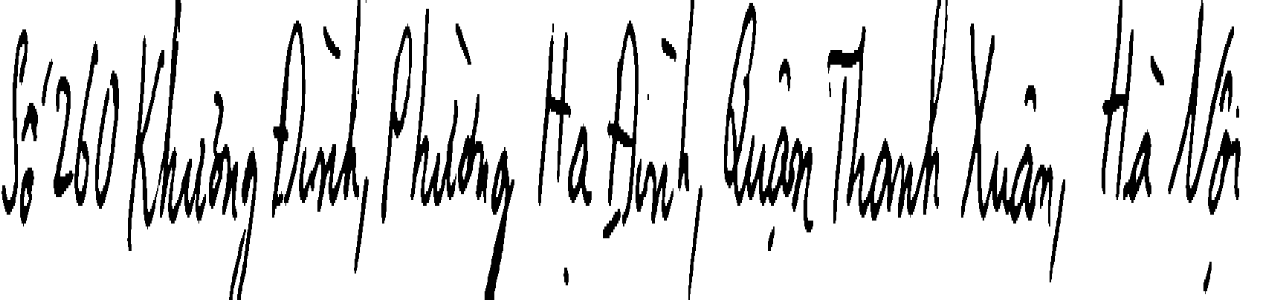 Số 260 Khương Đình, Phường Hạ Đình, Quận Thanh Xuân, Hà Nội